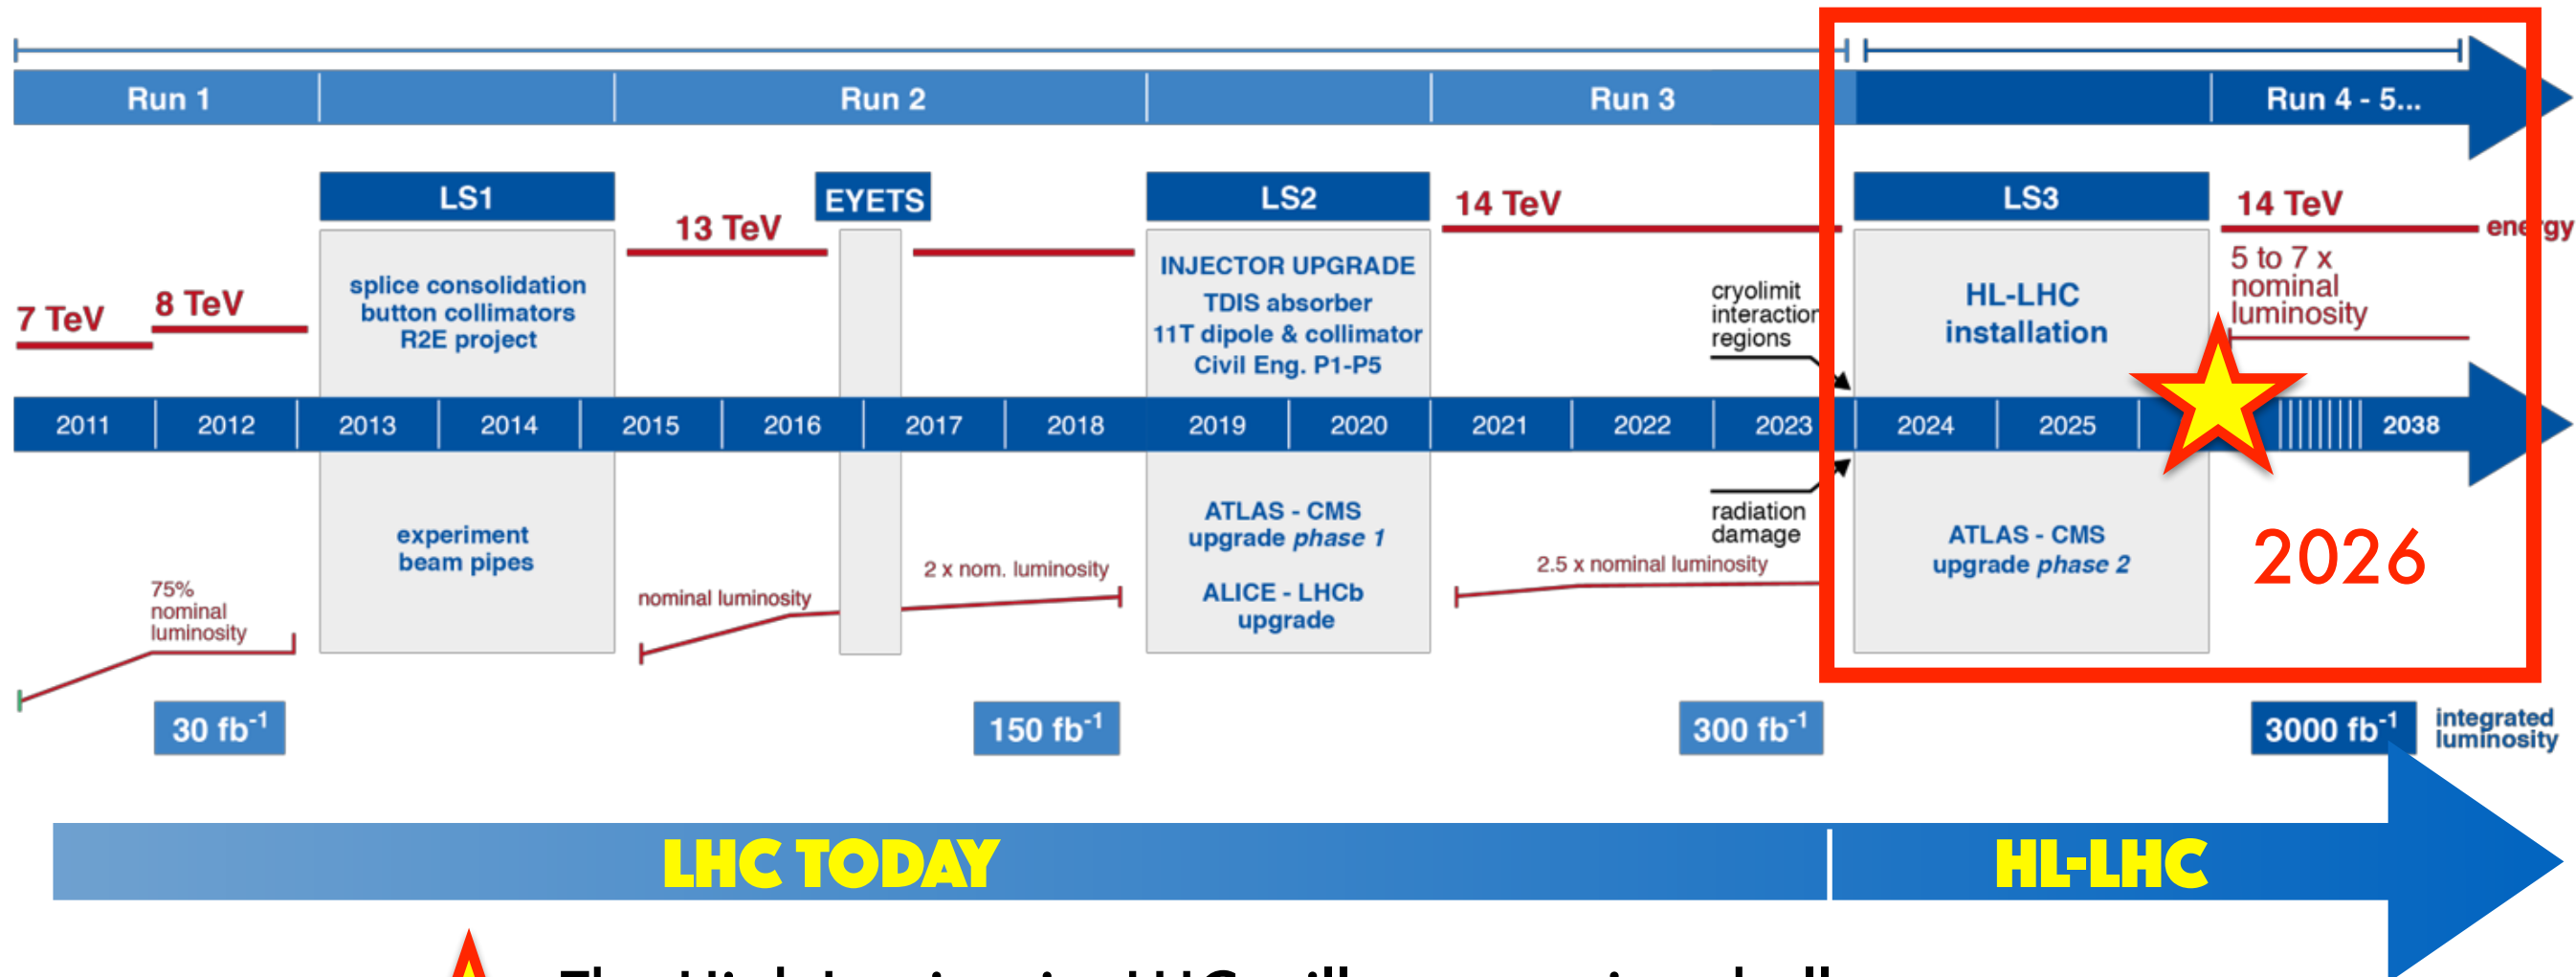 Run 1
Run 2
Run 3
Run 4 - 5...
LS1
EYETS
LS2
LS3
7 TeV
8 TeV
13 TeV
14 TeV
14 TeV
energy
splice consolidation
button collimators
R2E project
INJECTOR UPGRADE
TDIS absorber
11T dipole & collimator
Civil Eng. P1-P5
cryolimit
interaction
regions
HL-LHC
installation
5 to 7 x
nominal
luminosity
2011 2012 2013 2014 2015 2016 2017 2018 2019 2020 2021 2022 2023 2024 2025 2038
experiment
beam pipes
ATLAS - CMS
upgrade phase 1
ALICE - LHCb
upgrade
radiation
damage
ATLAS - CMS
upgrade phase 2
2026
75%
nominal
luminosity
nominal luminosity
2 x nom. luminosity
2.5 x nominal luminosity
30 fb⁻¹
150 fb⁻¹
300 fb⁻¹
3000 fb⁻¹
integrated
luminosity
LHC TODAY
HL-LHC